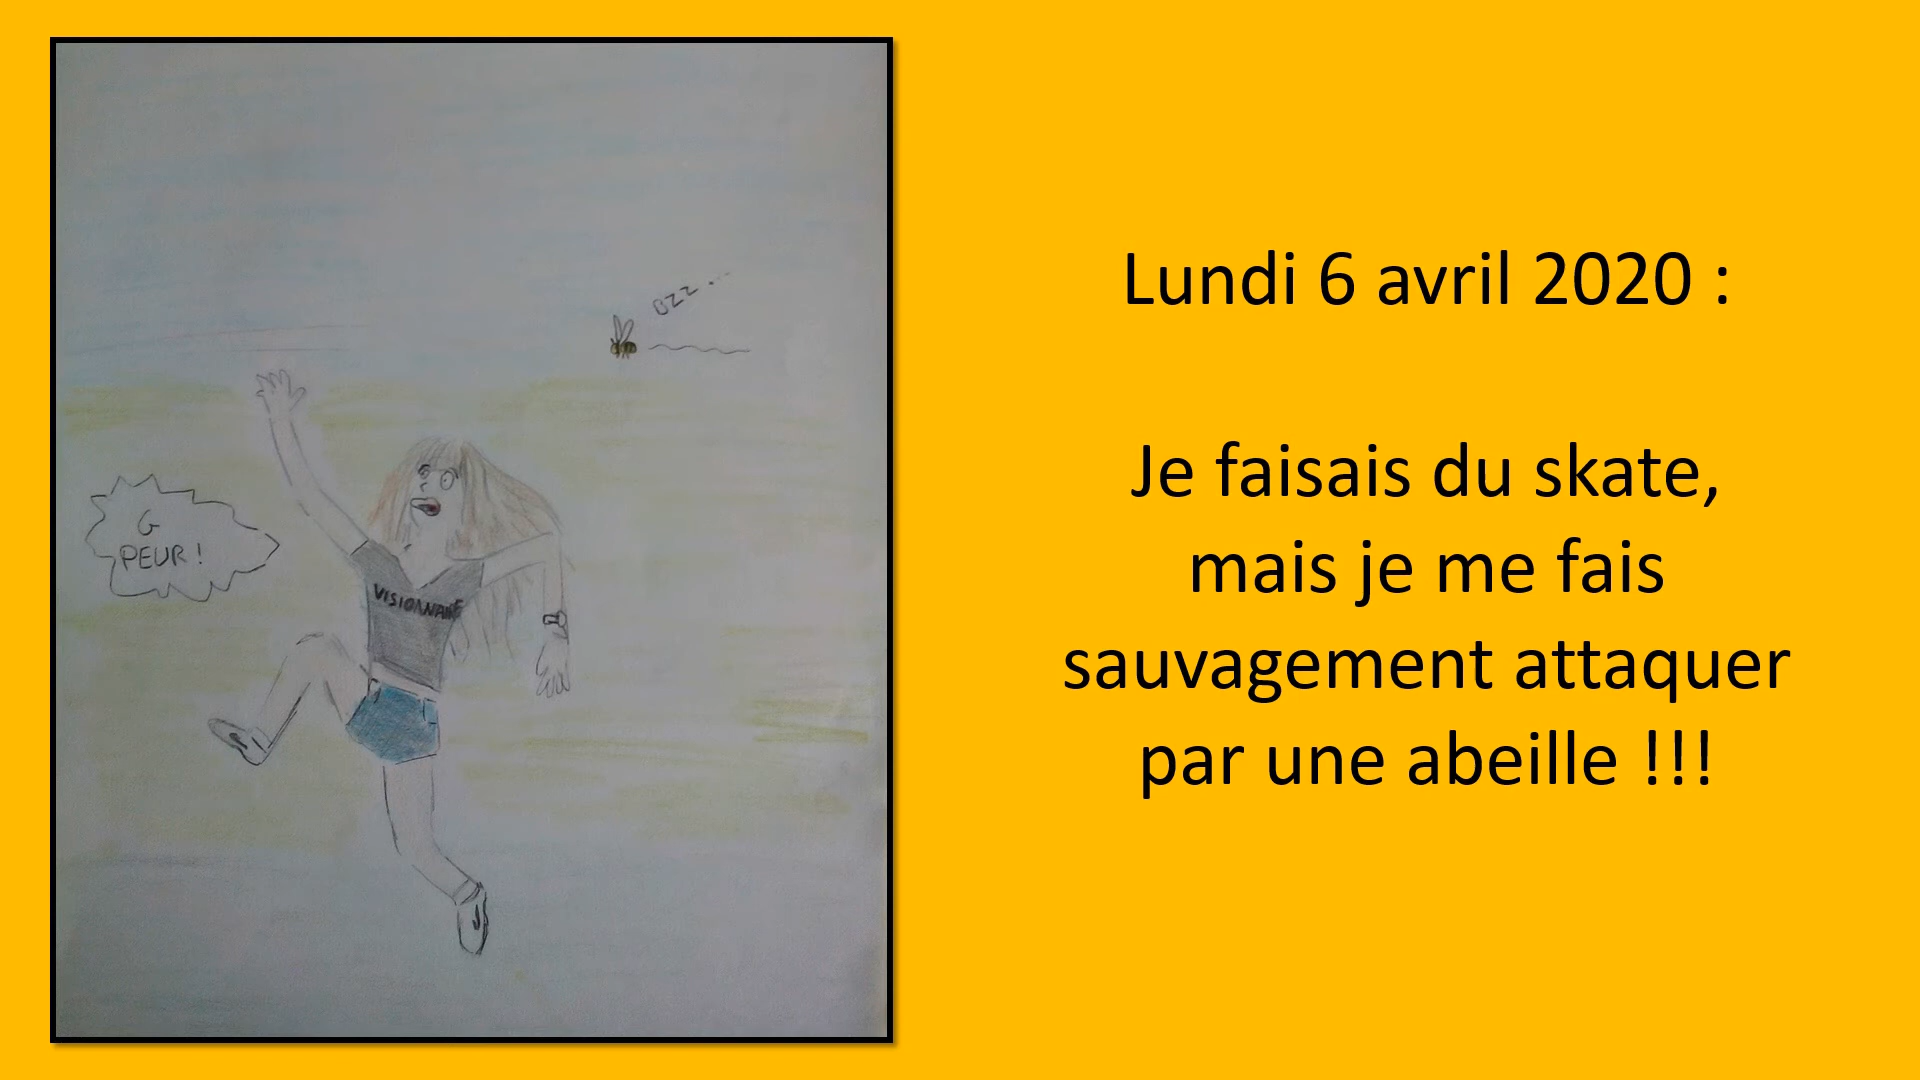 BZZ....
G
PEUR !
VISIONNAIRE
Lundi 6 avril 2020 :
Je faisais du skate,
mais je me fais
sauvagement attaquer
par une abeille !!!